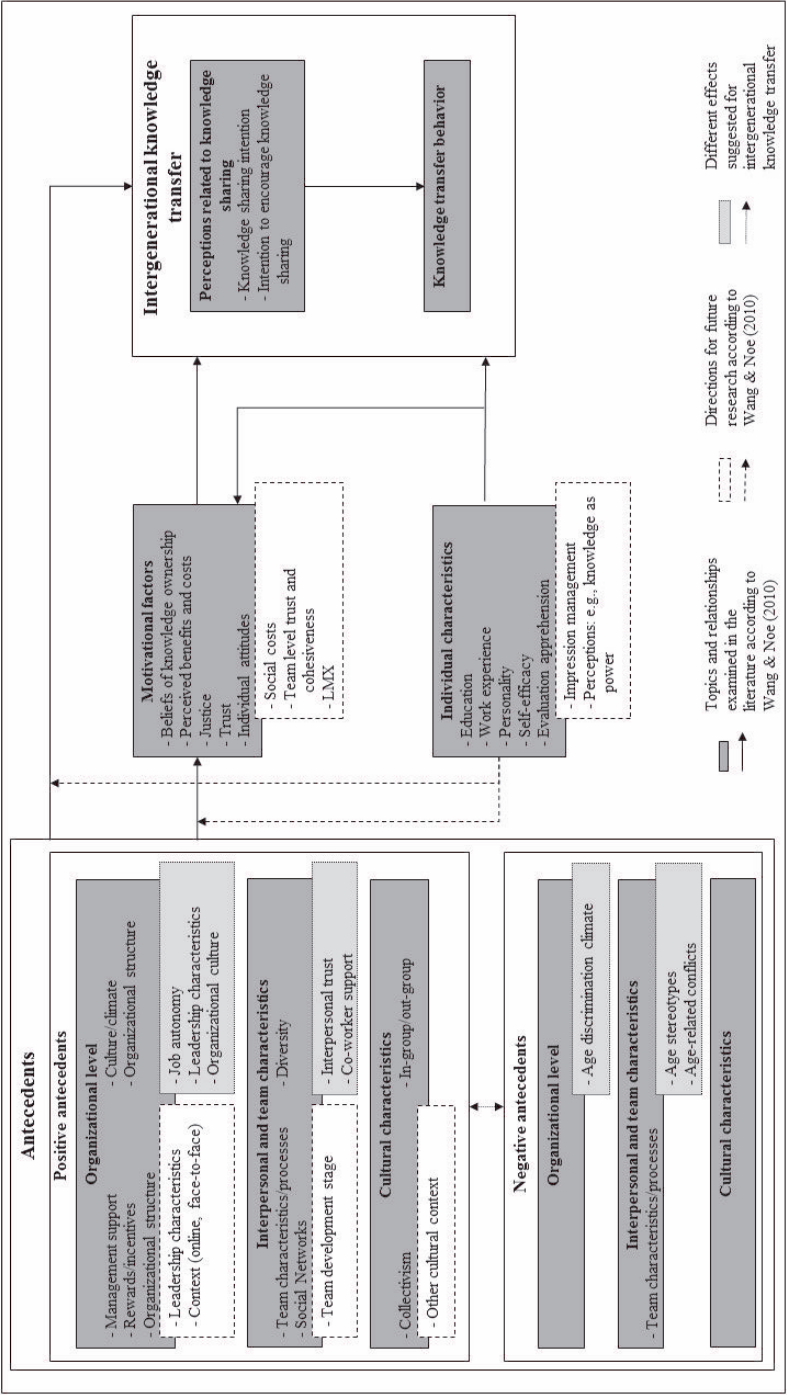 Antecedents
Positive antecedents
Organizational level
- Management support
- Culture/climate
- Rewards/incentives
- Organizational structure
- Organizational structure
- Leadership characteristics
- Context (online, face-to-face)
- Job autonomy
- Leadership characteristics
- Organizational culture
Interpersonal and team characteristics
- Team characteristics/processes
- Diversity
- Social Networks
- Team development stage
- Interpersonal trust
- Co-worker support
Cultural characteristics
- Collectivism
- In-group/out-group
- Other cultural context
Negative antecedents
Organizational level
- Age discrimination climate
Interpersonal and team characteristics
- Team characteristics/processes
- Age stereotypes
- Age-related conflicts
Cultural characteristics
Motivational factors
- Beliefs of knowledge ownership
- Perceived benefits and costs
- Justice
- Trust
- Individual attitudes
- Social costs
- Team level trust and
cohesiveness
- LMX
Individual characteristics
- Education
- Work experience
- Personality
- Self-efficacy
- Evaluation apprehension
- Impression management
- Perceptions: e.g., knowledge as
power
Intergenerational knowledge
transfer
Perceptions related to knowledge
sharing
- Knowledge sharing intention
- Intention to encourage knowledge
sharing
Knowledge transfer behavior
Topics and relationships
examined in the
literature according to
Wang & Noe (2010)
Directions for future
research according to
Wang & Noe (2010)
Different effects
suggested for
intergenerational
knowledge transfer